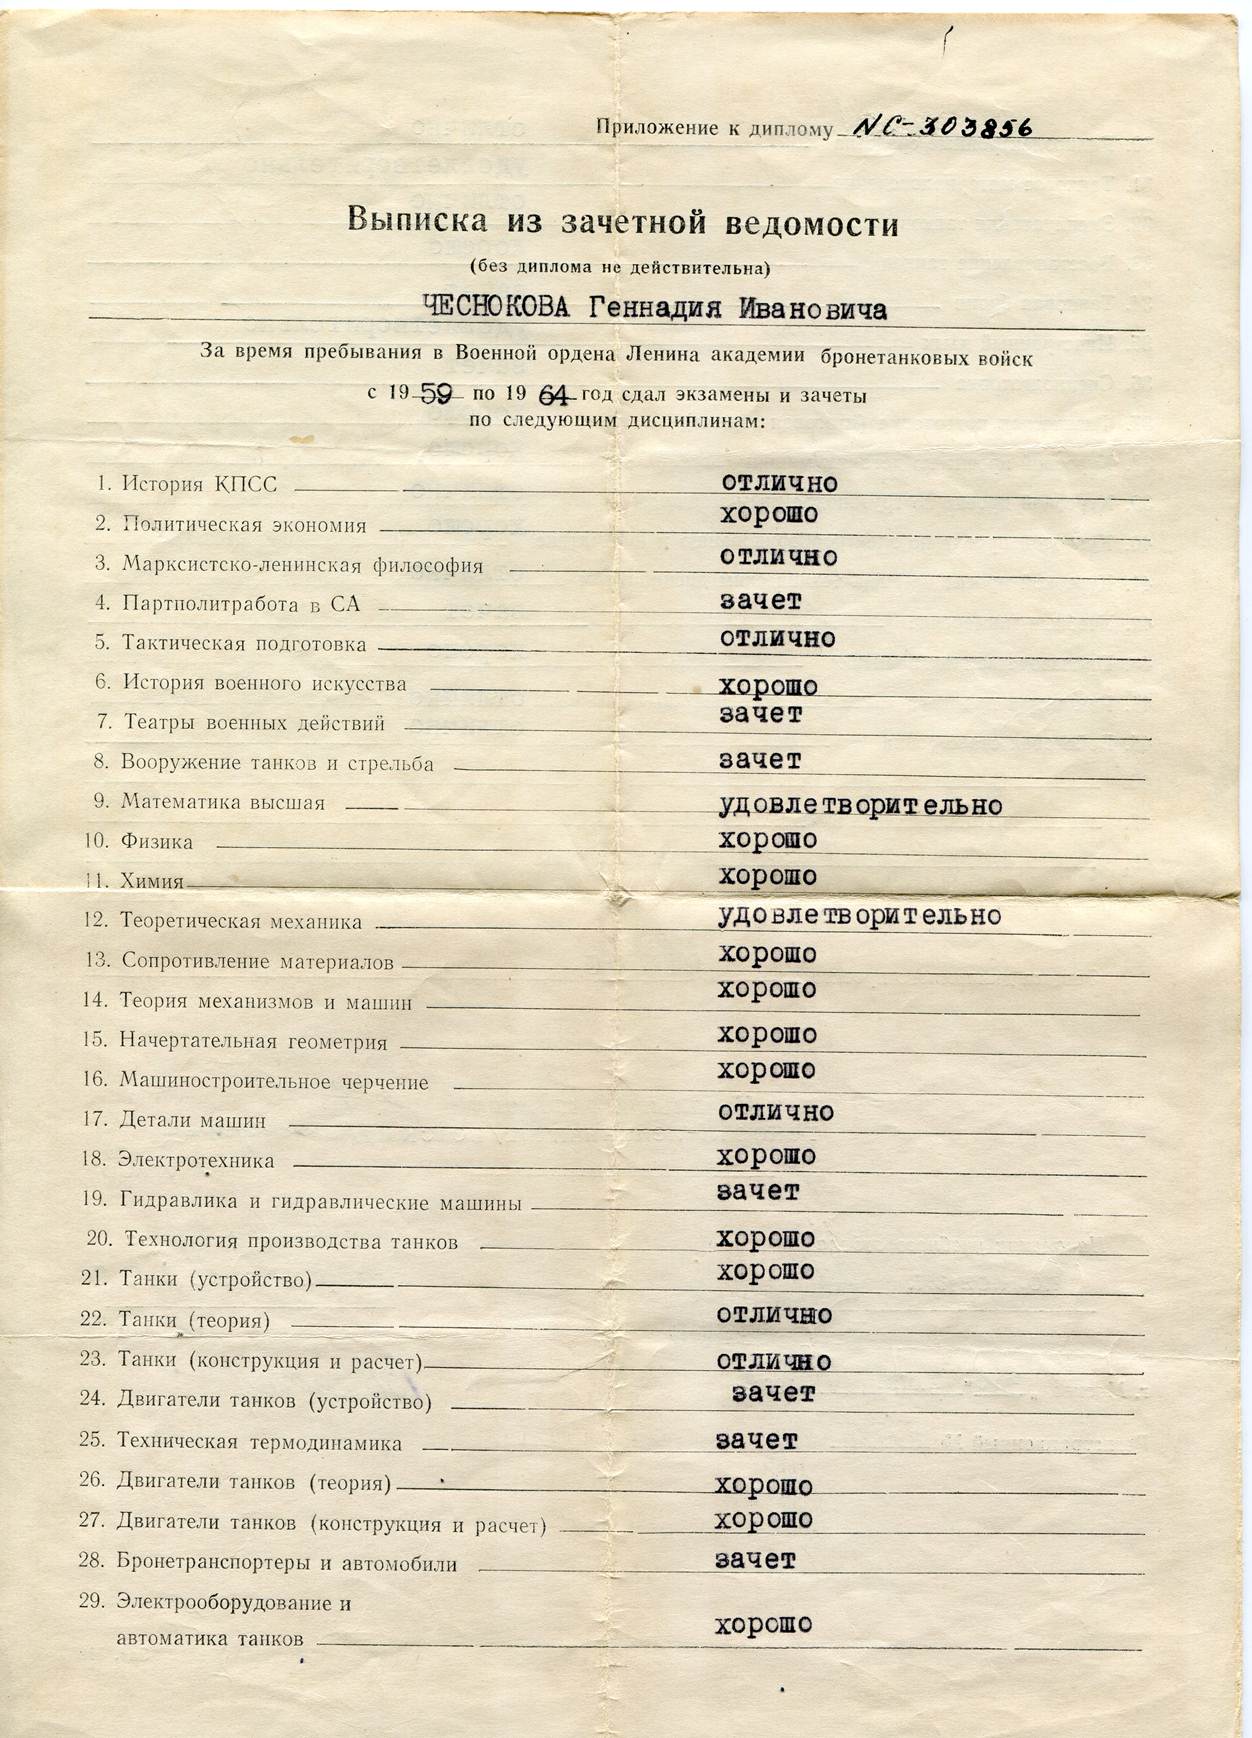 Приложение к диплому NС-303856
Выписка из зачетной ведомости
(без диплома не действительна)
ЧЕСНОКОВА Геннадия Ивановича
За время пребывания в Военной ордена Ленина академии бронетанковых войск
с 1959 по 1964 год сдал экзамены и зачеты
по следующим дисциплинам:
1. История КПСС отлично
2. Политическая экономия хорошо
3. Марксистско-ленинская философия отлично
4. Партполитработа в СА зачет
5. Тактическая подготовка отлично
6. История военного искусства хорошо
7. Театры военных действий зачет
8. Вооружение танков и стрельба зачет
9. Математика высшая удовлетворительно
10. Физика хорошо
11. Химия хорошо
12. Теоретическая механика удовлетворительно
13. Сопротивление материалов хорошо
14. Теория механизмов и машин хорошо
15. Начертательная геометрия хорошо
16. Машиностроительное черчение хорошо
17. Детали машин отлично
18. Электротехника хорошо
19. Гидравлика и гидравлические машины зачет
20. Технология производства танков хорошо
21. Танки (устройство) хорошо
22. Танки (теория) отлично
23. Танки (конструкция и расчет) отлично
24. Двигатели танков (устройство) зачет
25. Техническая термодинамика зачет
26. Двигатели танков (теория) хорошо
27. Двигатели танков (конструкция и расчет) хорошо
28. Бронетранспортеры и автомобили зачет
29. Электрооборудование и
автоматика танков хорошо